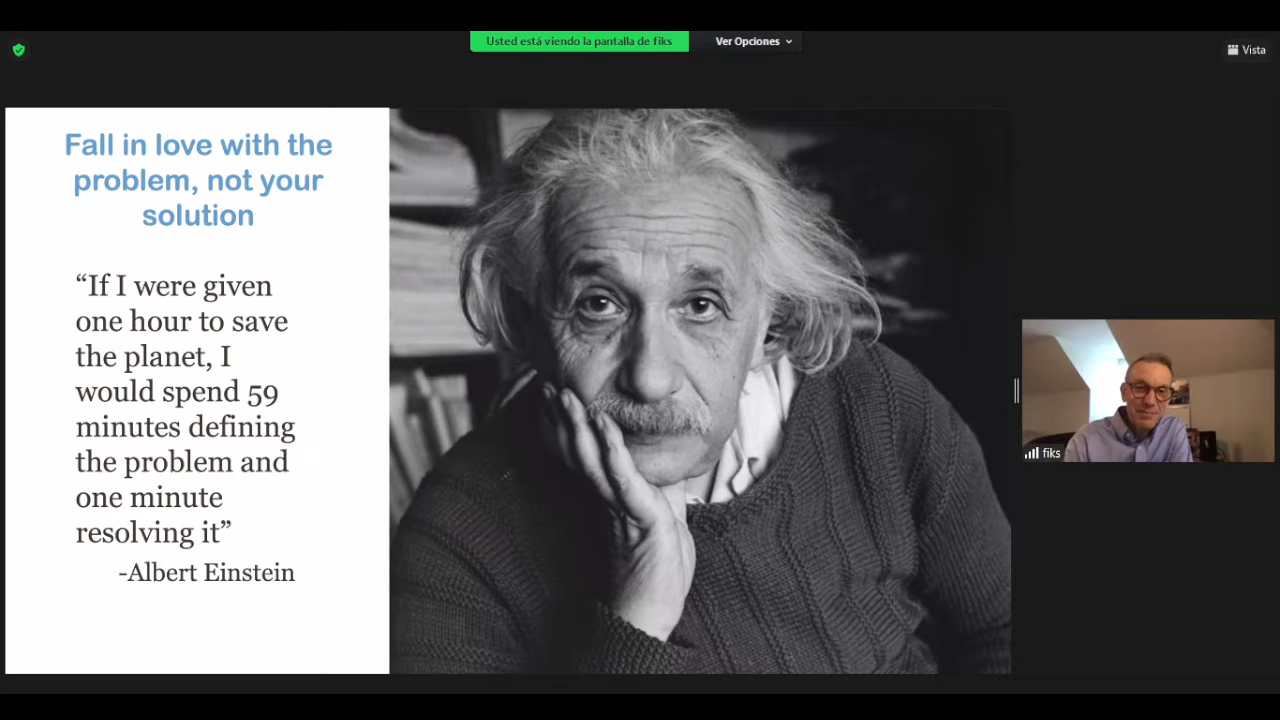 Usted está viendo la pantalla de fiks
Ver Opciones
Vista
Fall in love with the
problem, not your
solution
“If I were given
one hour to save
the planet, I
would spend 59
minutes defining
the problem and
one minute
resolving it”
-Albert Einstein
fiks